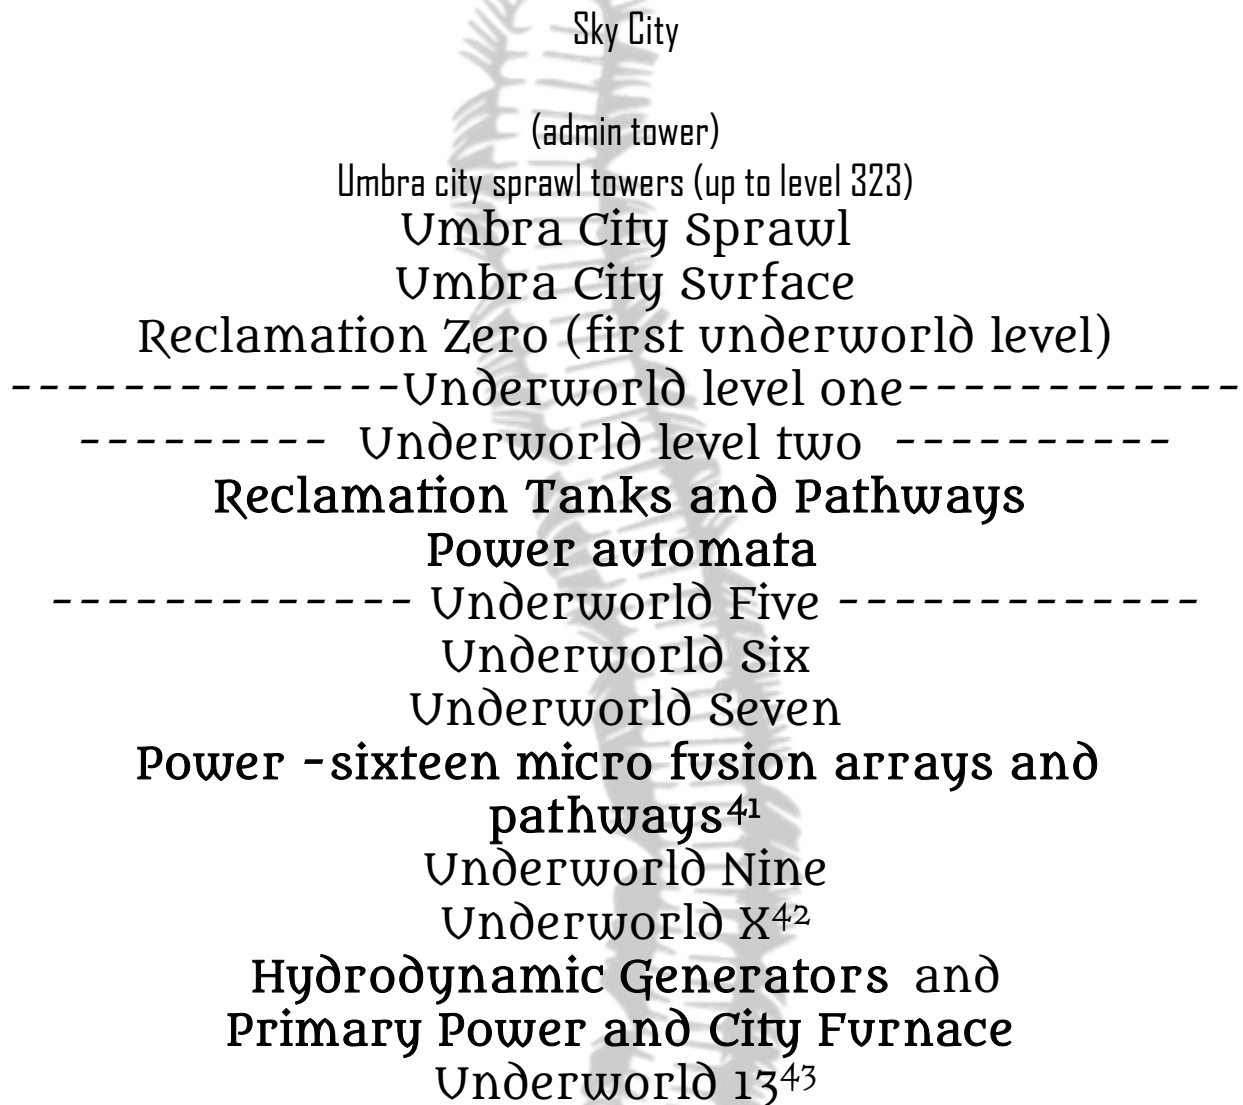 Sky City
(admin tower)
Umbra city sprawl towers (up to level 323)
Umbra City Sprawl
Umbra City Surface
Reclamation Zero (first underworld level)
--------------Underworld level one------------
--------- Underworld level two ----------
Reclamation Tanks and Pathways
Power automata
------------- Underworld Five -------------
Underworld Six
Underworld Seven
Power -sixteen micro fusion arrays and
pathways⁴¹
Underworld Nine
Underworld X⁴²
Hydrodynamic Generators and
Primary Power and City Furnace
Underworld 13⁴³